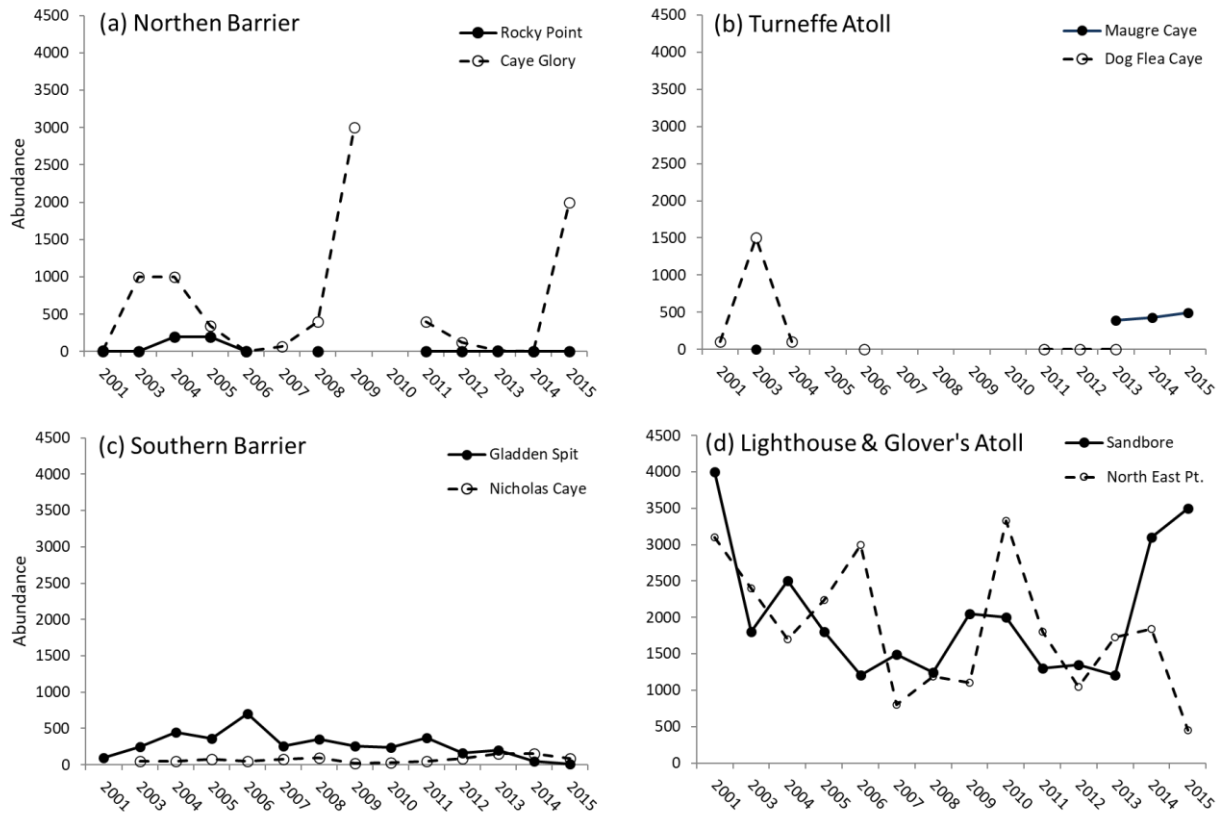 (a) Northen Barrier
Rocky Point
Caye Glory
Abundance
4500
4000
3500
3000
2500
2000
1500
1000
500
0
2001 2003 2004 2005 2006 2007 2008 2009 2010 2011 2012 2013 2014 2015
(b) Turneffe Atoll
Maugre Caye
Dog Flea Caye
4500
4000
3500
3000
2500
2000
1500
1000
500
0
2001 2003 2004 2005 2006 2007 2008 2009 2010 2011 2012 2013 2014 2015
(c) Southern Barrier
Gladden Spit
Nicholas Caye
Abundance
4500
4000
3500
3000
2500
2000
1500
1000
500
0
2001 2003 2004 2005 2006 2007 2008 2009 2010 2011 2012 2013 2014 2015
(d) Lighthouse & Glover's Atoll
Sandbore
North East Pt.
4500
4000
3500
3000
2500
2000
1500
1000
500
0
2001 2003 2004 2005 2006 2007 2008 2009 2010 2011 2012 2013 2014 2015